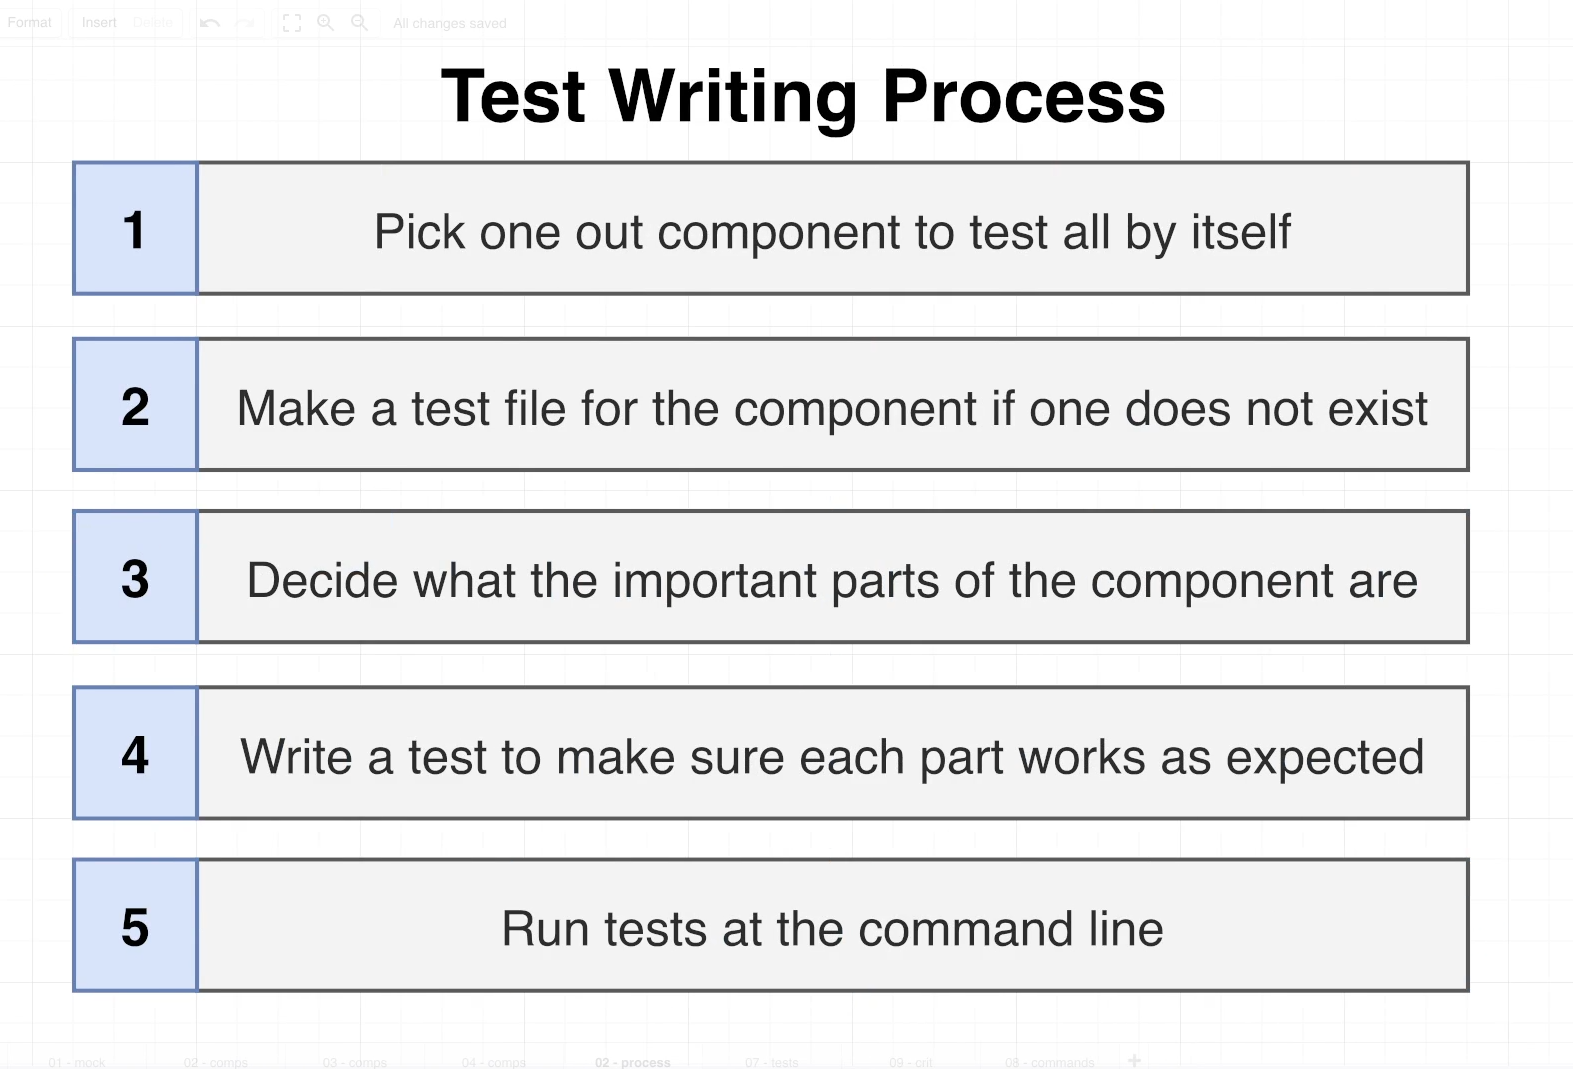 Format Insert Delete All changes saved
Test Writing Process
1 Pick one out component to test all by itself
2 Make a test file for the component if one does not exist
3 Decide what the important parts of the component are
4 Write a test to make sure each part works as expected
5 Run tests at the command line
01 - mock 02 - comps 03 - comps 04 - comps 02 - process 07 - tests 09 - crit 08 - commands